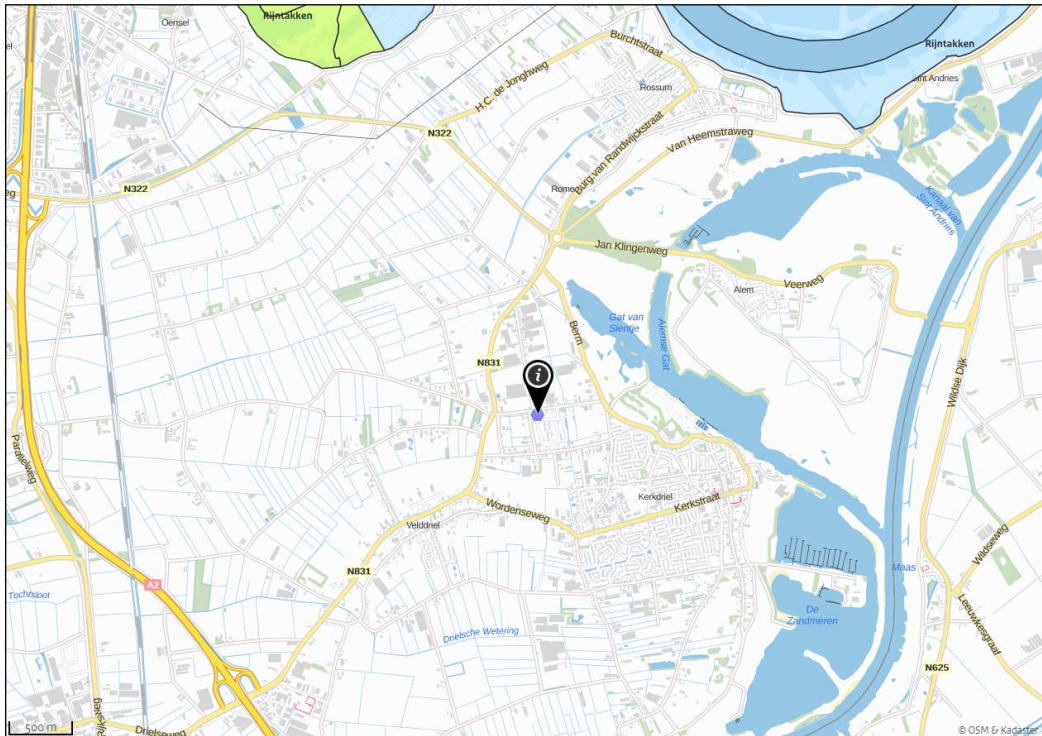 Oensel
Rijntakken
Burchtstraat
Rijntakken
Sint Andries
H.C. de Jonghweg
Rossum
N322
Burg van Randwijckstraat
Van Heemstraweg
N322
Kanaal van
Sint Andries
Jan Klingenweg
Veerweg
Alem
Gat van
Sientje
Alemse Gat
Berm
N831
Wildse Dijk
Parallelweg
Kerkdriel
Kerkstraat
Wordenseweg
Velddriel
Wildseweg
Maas
N831
A2
Tochtsloot
De
Zandmeren
Leeuwkesgraaf
Drielsche Wetering
N625
Drielseweg
500 m
© OSM & Kadaster